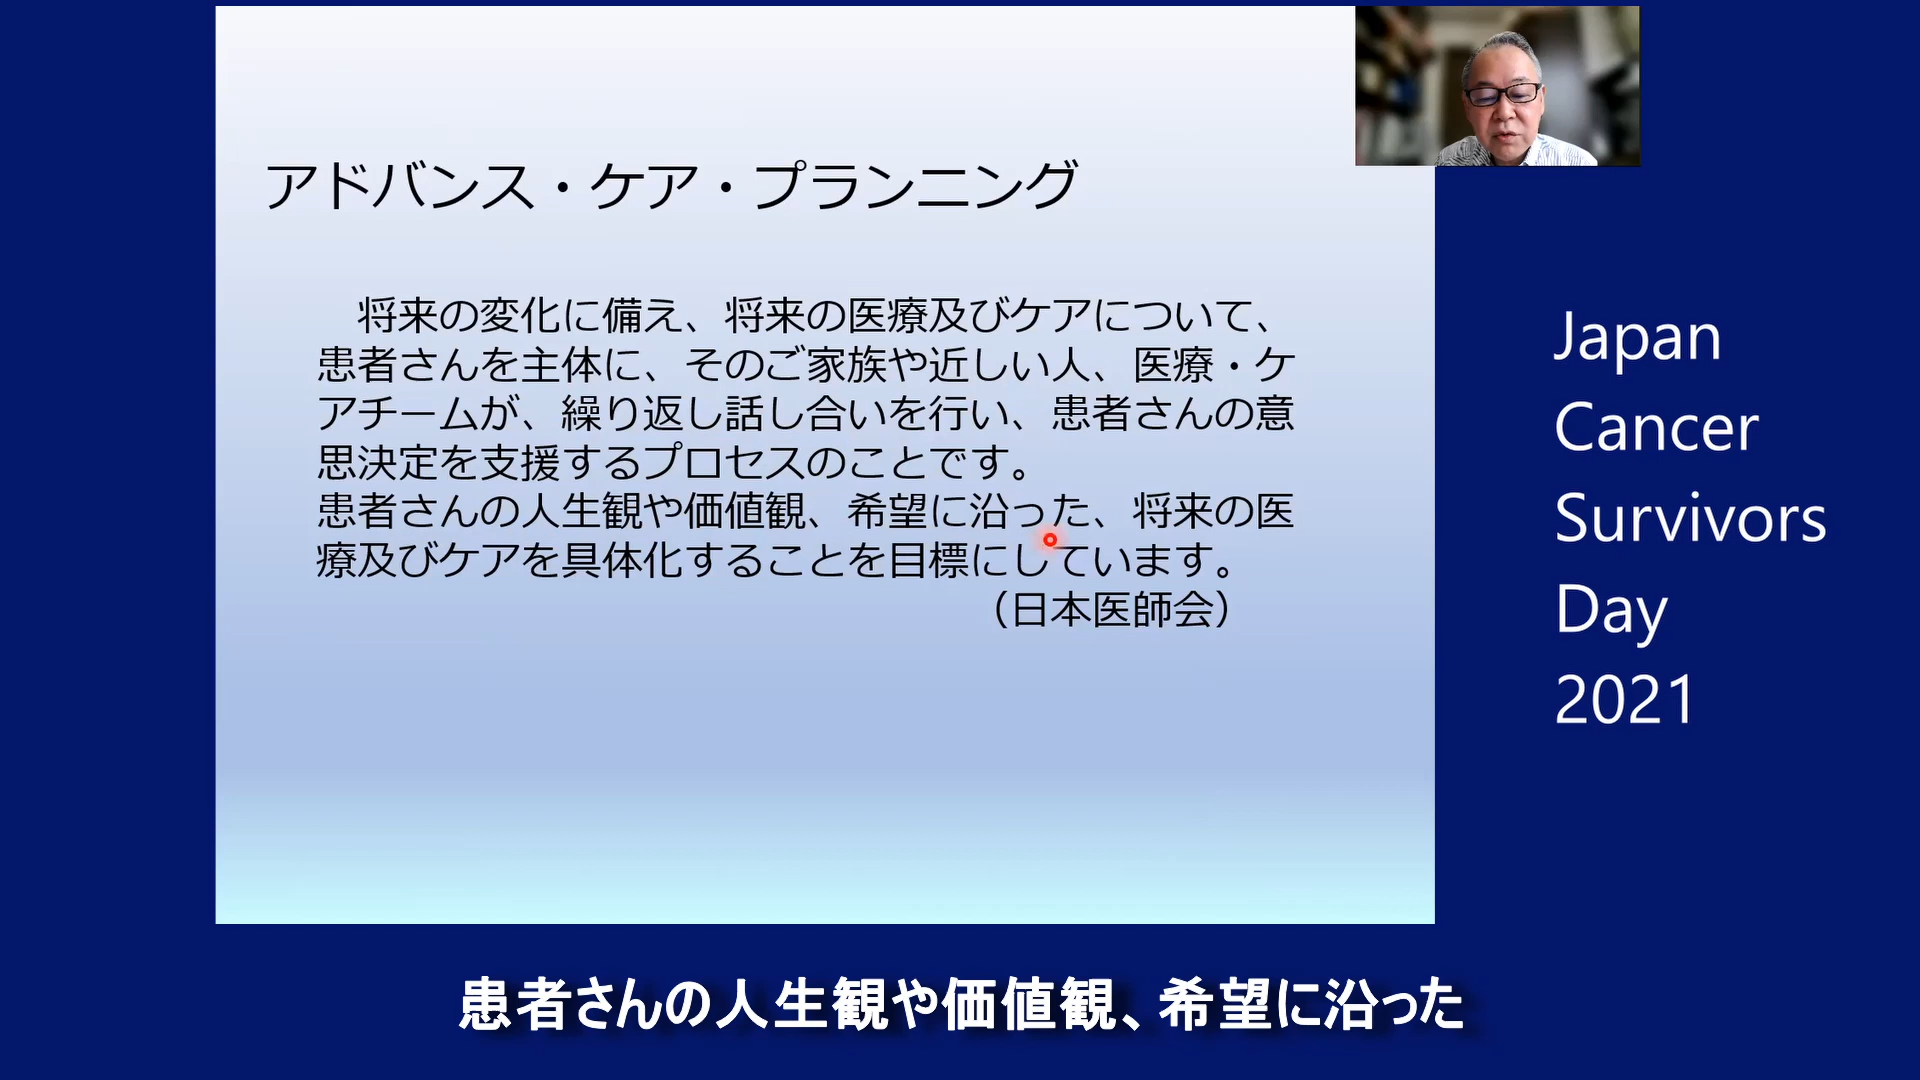 アドバンス・ケア・プランニング
将来の変化に備え、将来の医療及びケアについて、
患者さんを主体に、そのご家族や近しい人、医療・ケ
アチームが、繰り返し話し合いを行い、患者さんの意
思決定を支援するプロセスのことです。
患者さんの人生観や価値観、希望に沿った、将来の医
療及びケアを具体化することを目標にしています。
（日本医師会）
Japan
Cancer
Survivors
Day
2021
患者さんの人生観や価値観、希望に沿った